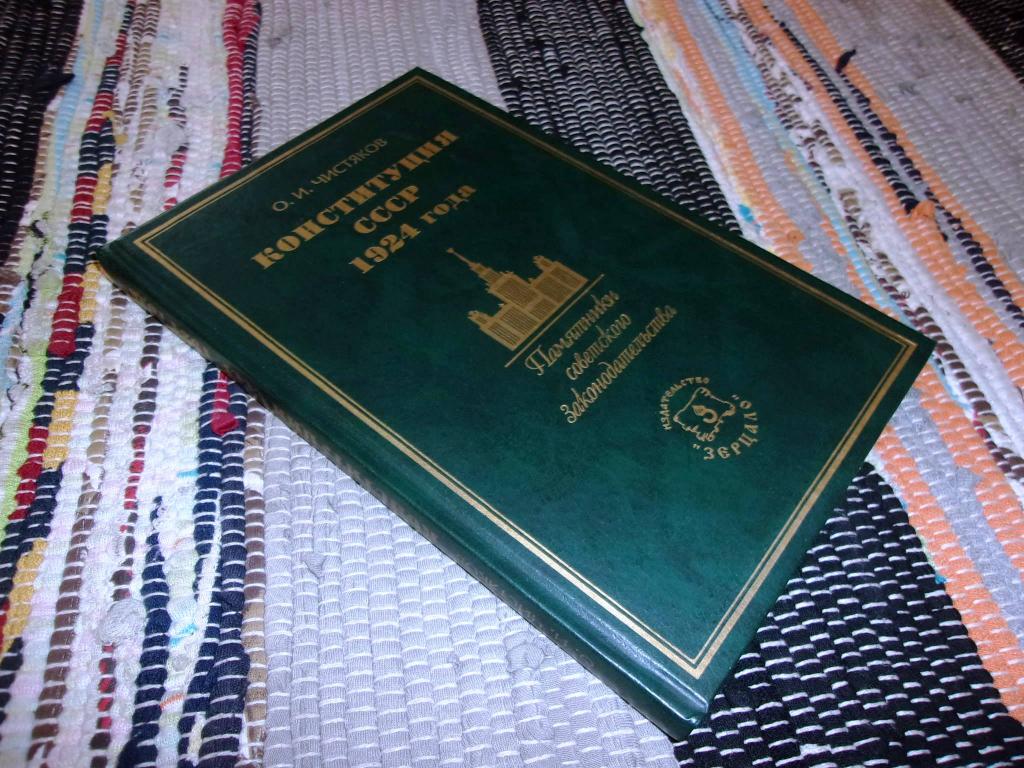 О. И. ЧИСТЯКОВ
КОНСТИТУЦИЯ
СССР
1924 года
Памятники
советского
законодательства
ИЗДАТЕЛЬСТВО
"ЗЕРЦАЛО"